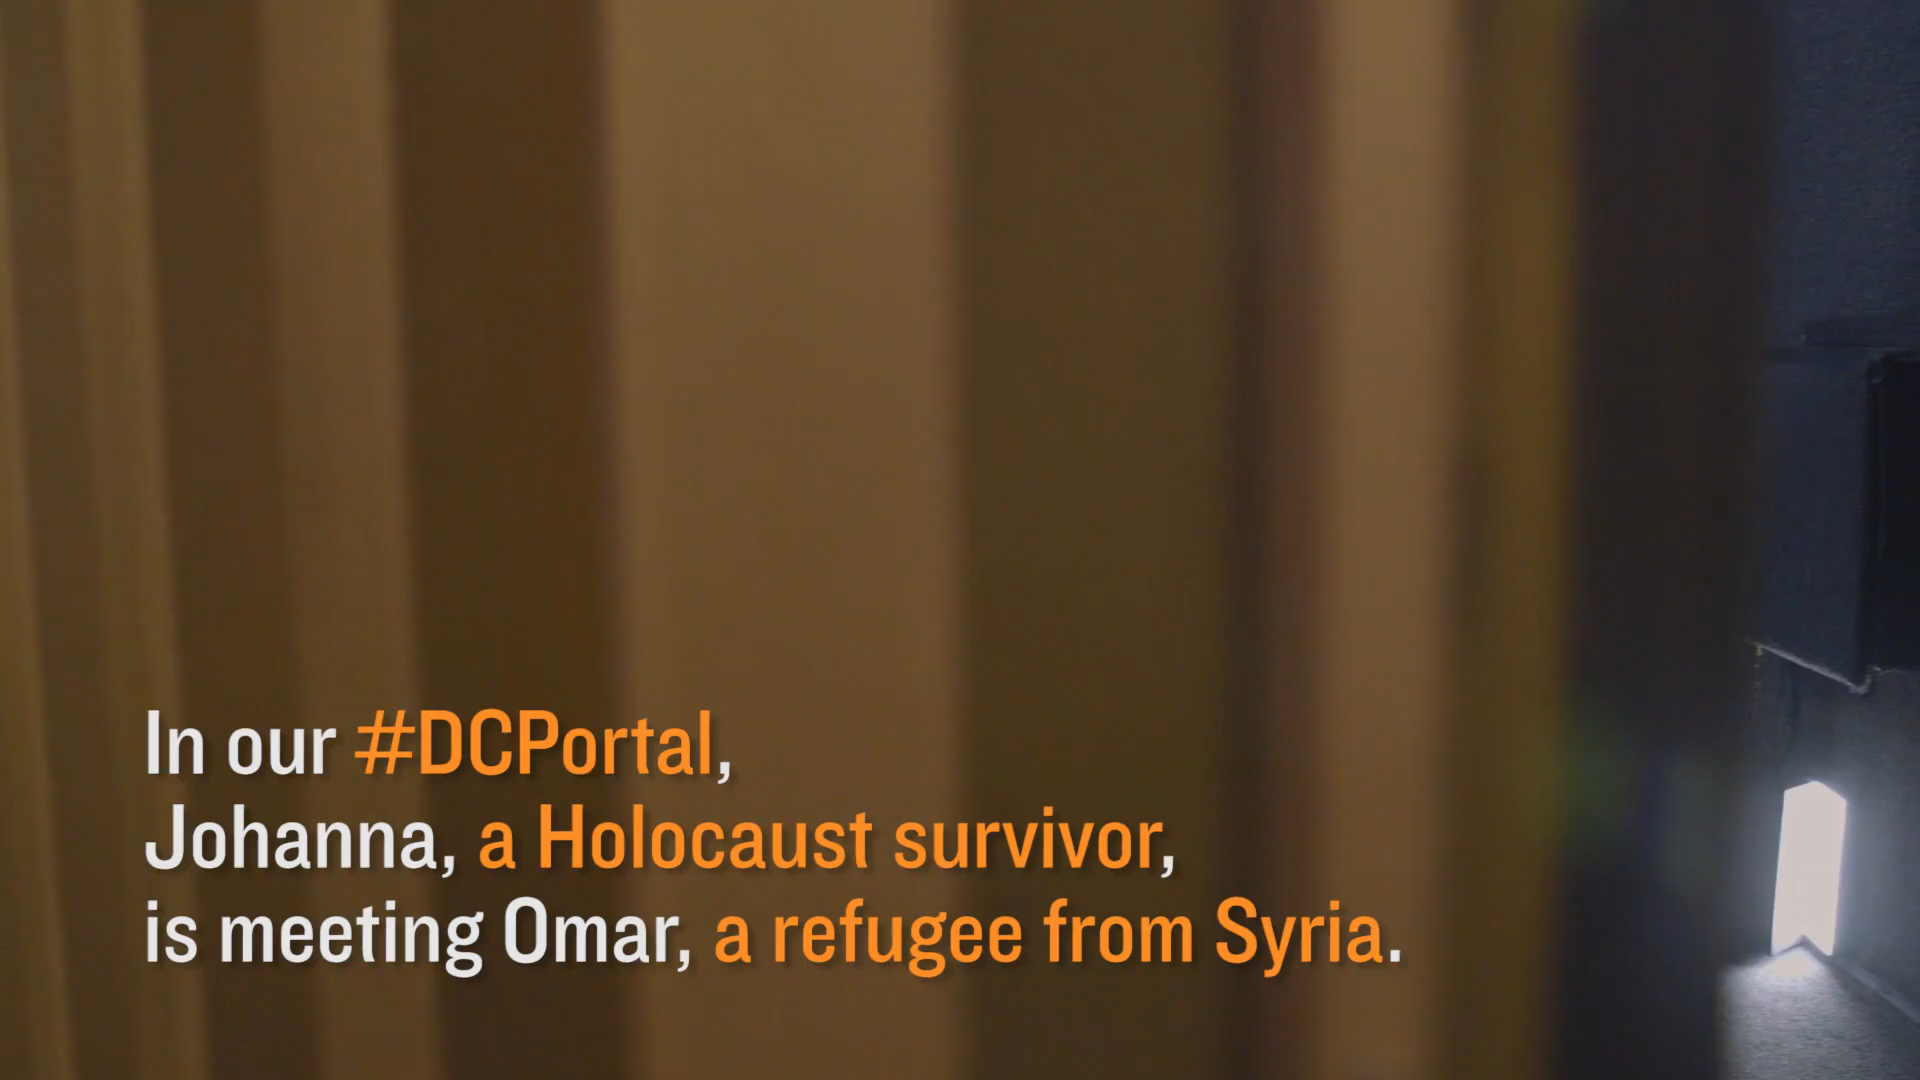 In our #DCPortal,
Johanna, a Holocaust survivor,
is meeting Omar, a refugee from Syria.